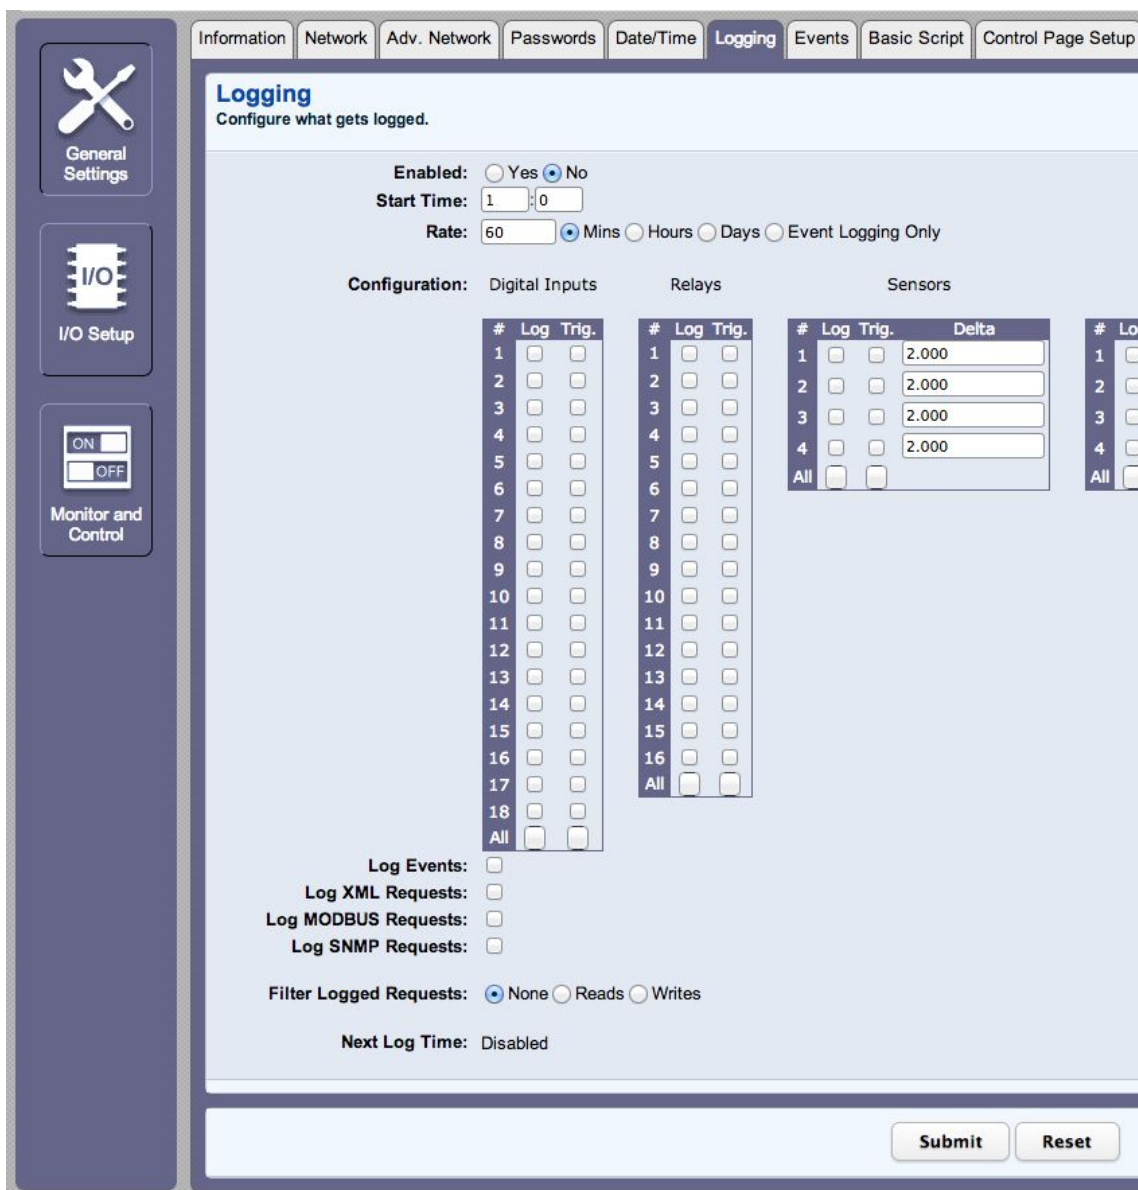 Information Network Adv. Network Passwords Date/Time Logging Events Basic Script Control Page Setup
General
Settings
I/O
I/O Setup
ON
OFF
Monitor and
Control
Logging
Configure what gets logged.
Enabled: Yes No
Start Time: 1 : 0
Rate: 60 Mins Hours Days Event Logging Only
Configuration: Digital Inputs Relays Sensors
# Log Trig. # Log Trig. # Log Trig. Delta # Lo
1 1 1 2.000 1
2 2 2 2.000 2
3 3 3 2.000 3
4 4 4 2.000 4
5 5 All All
6 6
7 7
8 8
9 9
10 10
11 11
12 12
13 13
14 14
15 15
16 16
17 All
18
All
Log Events:
Log XML Requests:
Log MODBUS Requests:
Log SNMP Requests:
Filter Logged Requests: None Reads Writes
Next Log Time: Disabled
Submit Reset